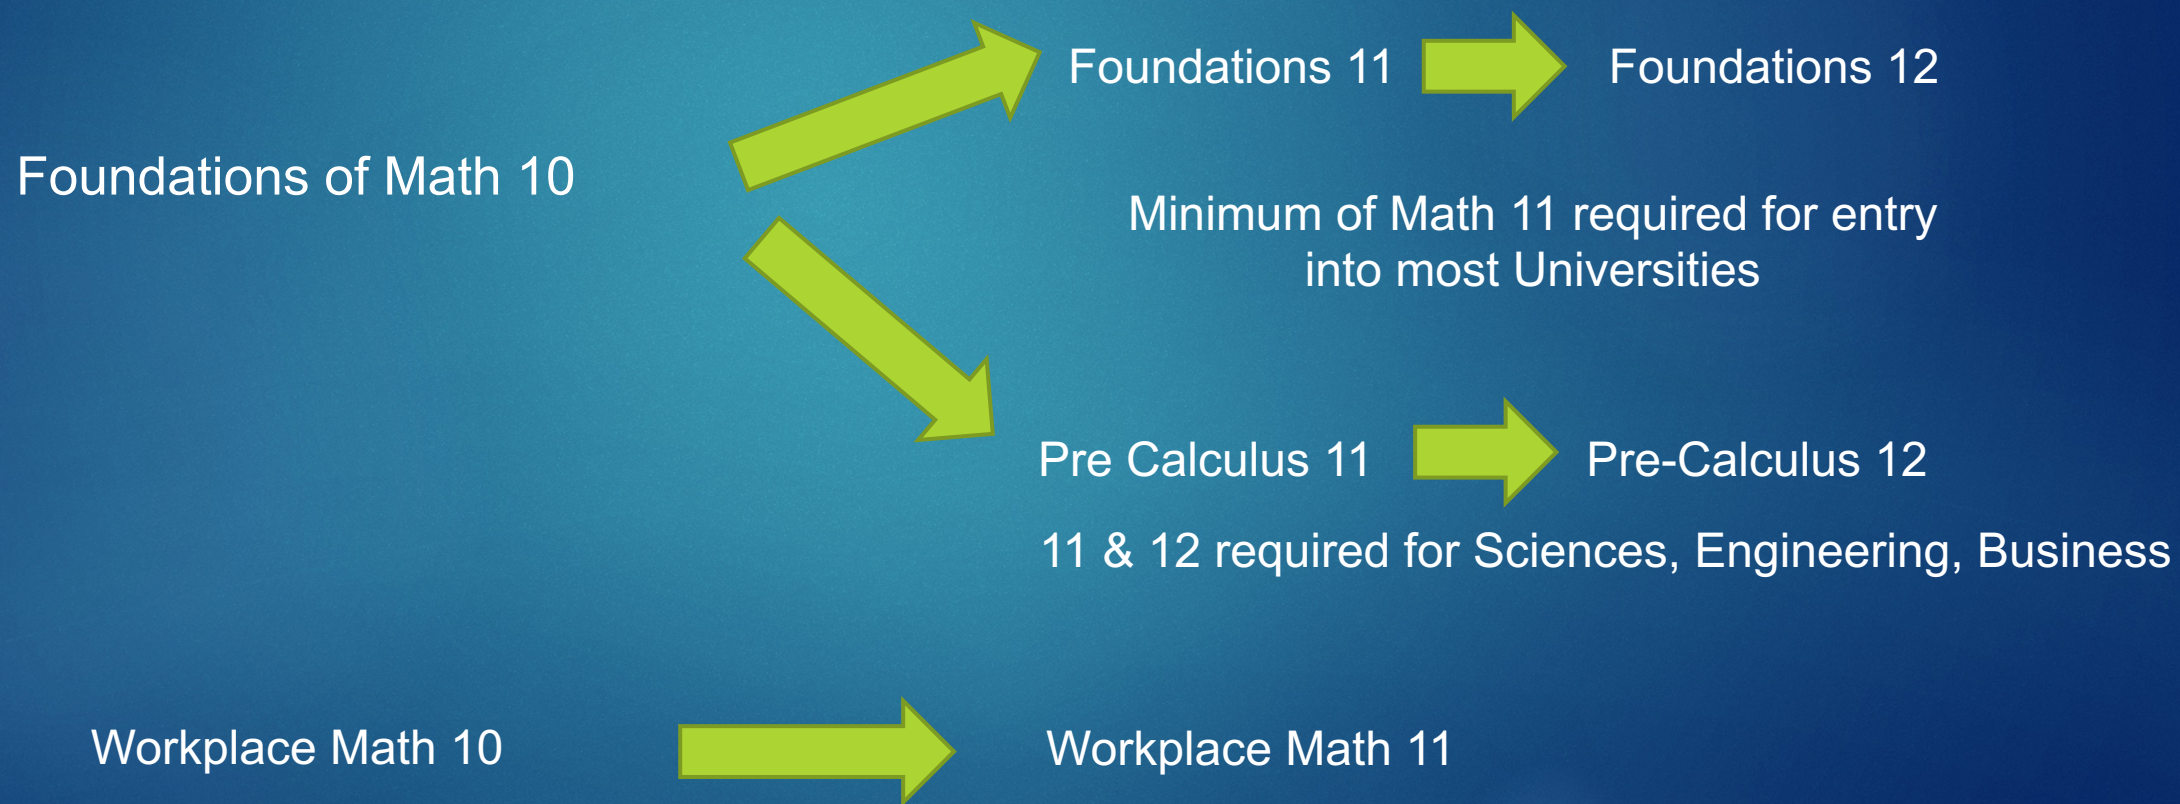 Foundations 11
Foundations 12
Foundations of Math 10
Minimum of Math 11 required for entry
into most Universities
Pre Calculus 11
Pre-Calculus 12
11 & 12 required for Sciences, Engineering, Business
Workplace Math 10
Workplace Math 11